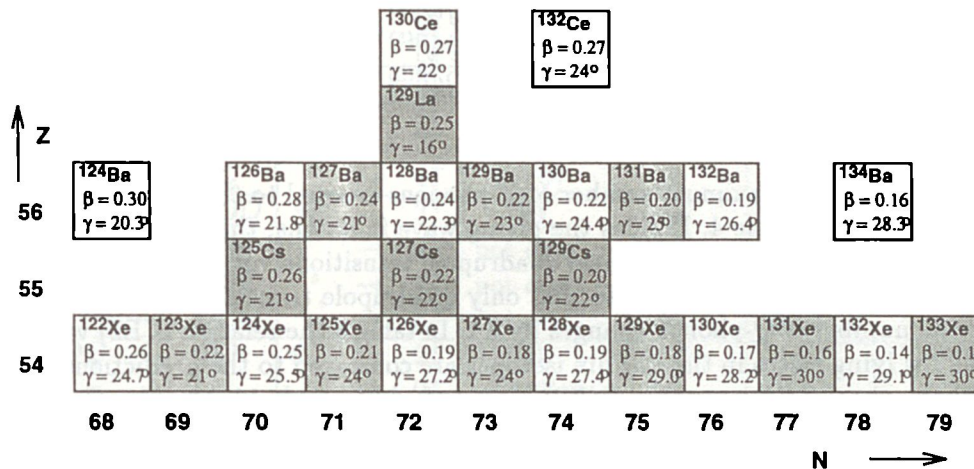 ¹³⁰Ce ¹³²Ce
β = 0.27 β = 0.27
γ = 22° γ = 24°
¹²⁹La
β = 0.25
γ = 16°
Z
¹²⁴Ba ¹²⁶Ba ¹²⁷Ba ¹²⁸Ba ¹²⁹Ba ¹³⁰Ba ¹³¹Ba ¹³²Ba ¹³⁴Ba
56 β = 0.30 β = 0.28 β = 0.24 β = 0.24 β = 0.22 β = 0.22 β = 0.20 β = 0.19 β = 0.16
γ = 20.3° γ = 21.8° γ = 21° γ = 22.3° γ = 23° γ = 24.4° γ = 25° γ = 26.4° γ = 28.3°
¹²⁵Cs ¹²⁷Cs ¹²⁹Cs
55 β = 0.26 β = 0.22 β = 0.20
γ = 21° γ = 22° γ = 22°
¹²²Xe ¹²³Xe ¹²⁴Xe ¹²⁵Xe ¹²⁶Xe ¹²⁷Xe ¹²⁸Xe ¹²⁹Xe ¹³⁰Xe ¹³¹Xe ¹³²Xe ¹³³Xe
54 β = 0.26 β = 0.22 β = 0.25 β = 0.21 β = 0.19 β = 0.18 β = 0.19 β = 0.18 β = 0.17 β = 0.16 β = 0.14 β = 0.1
γ = 24.7° γ = 21° γ = 25.5° γ = 24° γ = 27.2° γ = 24° γ = 27.4° γ = 29.0° γ = 28.2° γ = 30° γ = 29.1° γ = 30°
68 69 70 71 72 73 74 75 76 77 78 79
N